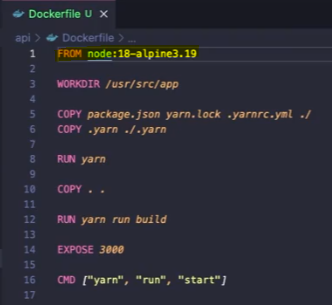 Dockerfile U X
api > Dockerfile > ...
1 FROM node:18-alpine3.19
2
3 WORKDIR /usr/src/app
4
5 COPY package.json yarn.lock .yarnrc.yml ./
6 COPY .yarn ./.yarn
7
8 RUN yarn
9
10 COPY . .
11
12 RUN yarn run build
13
14 EXPOSE 3000
15
16 CMD ["yarn", "run", "start"]
17